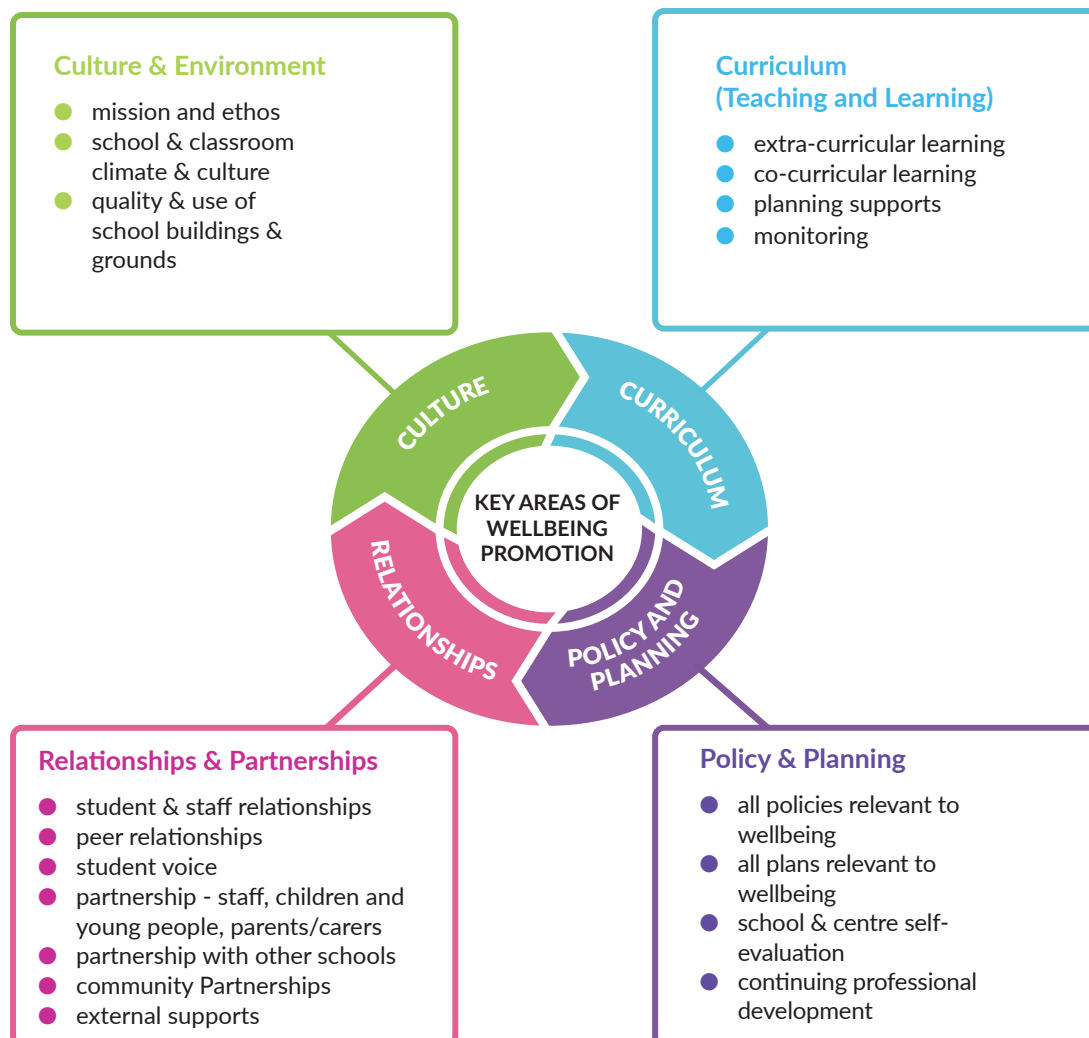 Culture & Environment
mission and ethos
school & classroom
climate & culture
quality & use of
school buildings &
grounds
Curriculum
(Teaching and Learning)
extra-curricular learning
co-curricular learning
planning supports
monitoring
CULTURE
CURRICULUM
KEY AREAS OF
WELLBEING
PROMOTION
RELATIONSHIPS
POLICY AND
PLANNING
Relationships & Partnerships
student & staff relationships
peer relationships
student voice
partnership - staff, children and
young people, parents/carers
partnership with other schools
community Partnerships
external supports
Policy & Planning
all policies relevant to
wellbeing
all plans relevant to
wellbeing
school & centre self-
evaluation
continuing professional
development